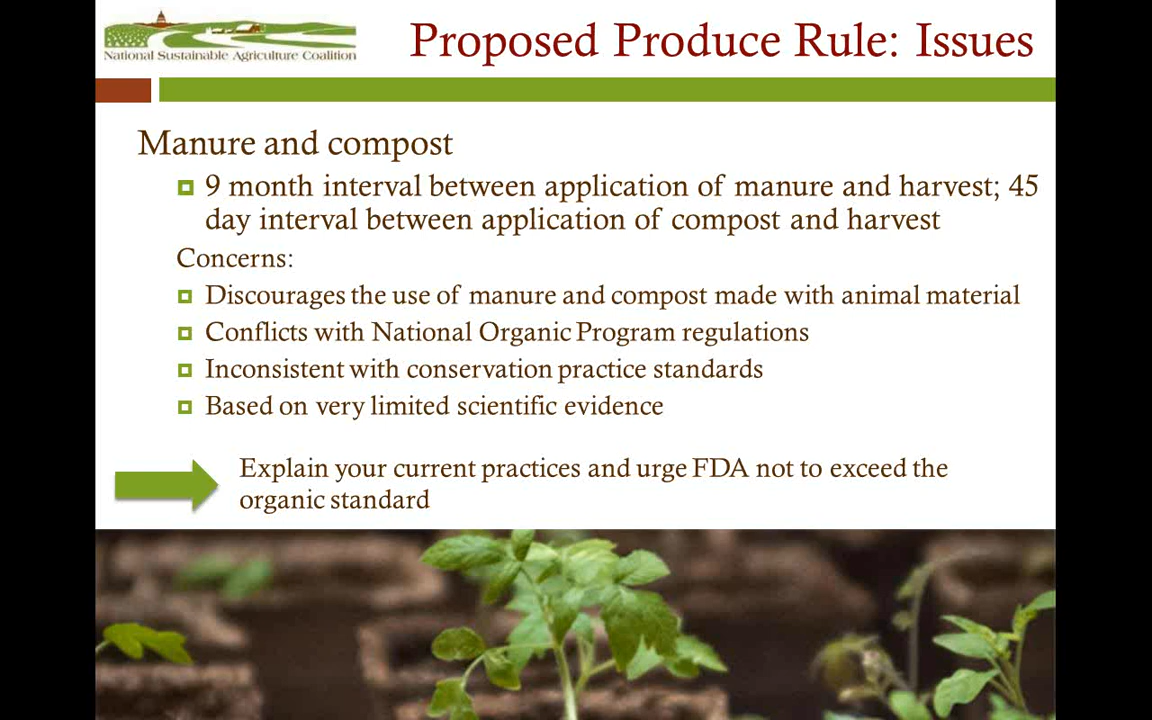 National Sustainable Agriculture Coalition
Proposed Produce Rule: Issues
Manure and compost
9 month interval between application of manure and harvest; 45
day interval between application of compost and harvest
Concerns:
Discourages the use of manure and compost made with animal material
Conflicts with National Organic Program regulations
Inconsistent with conservation practice standards
Based on very limited scientific evidence
Explain your current practices and urge FDA not to exceed the
organic standard